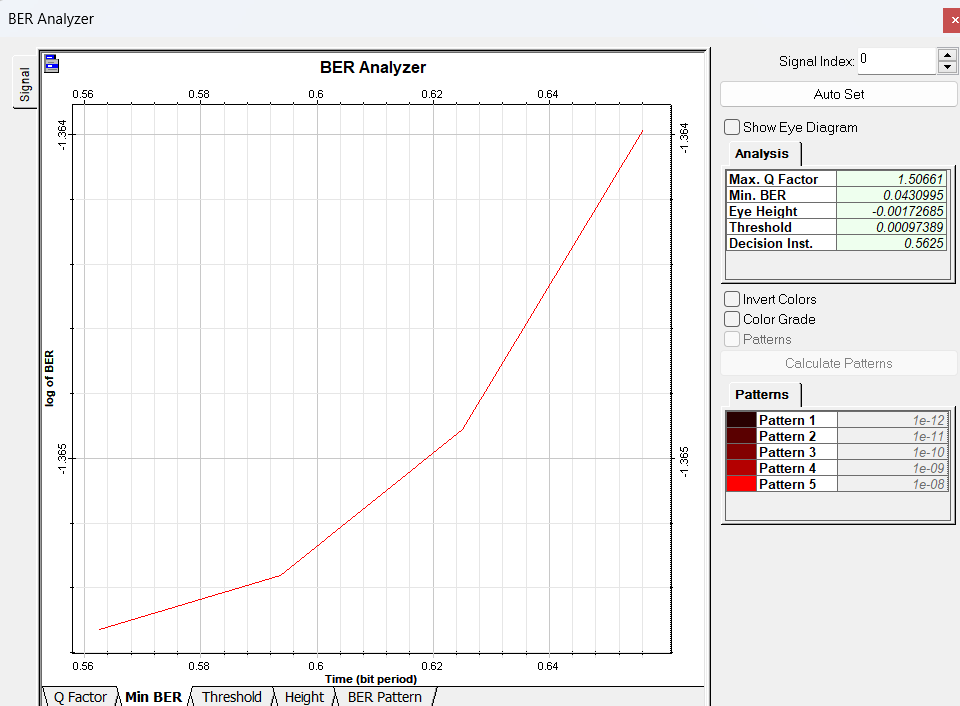 BER Analyzer
Signal
BER Analyzer
0.56 0.58 0.6 0.62 0.64
-1.364 -1.364
log of BER
-1.365 -1.365
0.56 0.58 0.6 0.62 0.64
Time (bit period)
Q Factor Min BER Threshold Height BER Pattern
Signal Index: 0
Auto Set
Show Eye Diagram
Analysis
Max. Q Factor 1.50661
Min. BER 0.0430995
Eye Height -0.00172685
Threshold 0.00097389
Decision Inst. 0.5625
Invert Colors
Color Grade
Patterns
Calculate Patterns
Patterns
Pattern 1 1e-12
Pattern 2 1e-11
Pattern 3 1e-10
Pattern 4 1e-09
Pattern 5 1e-08